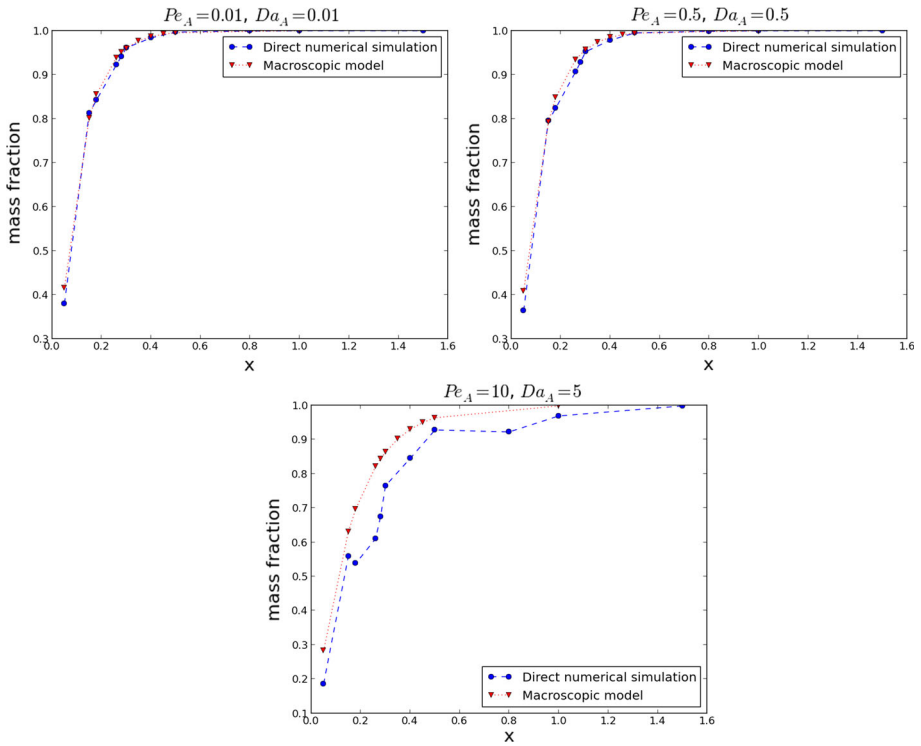 Pe_A=0.01, Da_A=0.01
1.0
0.9
0.8
0.7
0.6
0.5
0.4
0.3
mass fraction
Direct numerical simulation
Macroscopic model
0.0 0.2 0.4 0.6 0.8 1.0 1.2 1.4 1.6
x
Pe_A=0.5, Da_A=0.5
1.0
0.9
0.8
0.7
0.6
0.5
0.4
0.3
mass fraction
Direct numerical simulation
Macroscopic model
0.0 0.2 0.4 0.6 0.8 1.0 1.2 1.4 1.6
x
Pe_A=10, Da_A=5
1.0
0.9
0.8
0.7
0.6
0.5
0.4
0.3
0.2
0.1
mass fraction
Direct numerical simulation
Macroscopic model
0.0 0.2 0.4 0.6 0.8 1.0 1.2 1.4 1.6
x